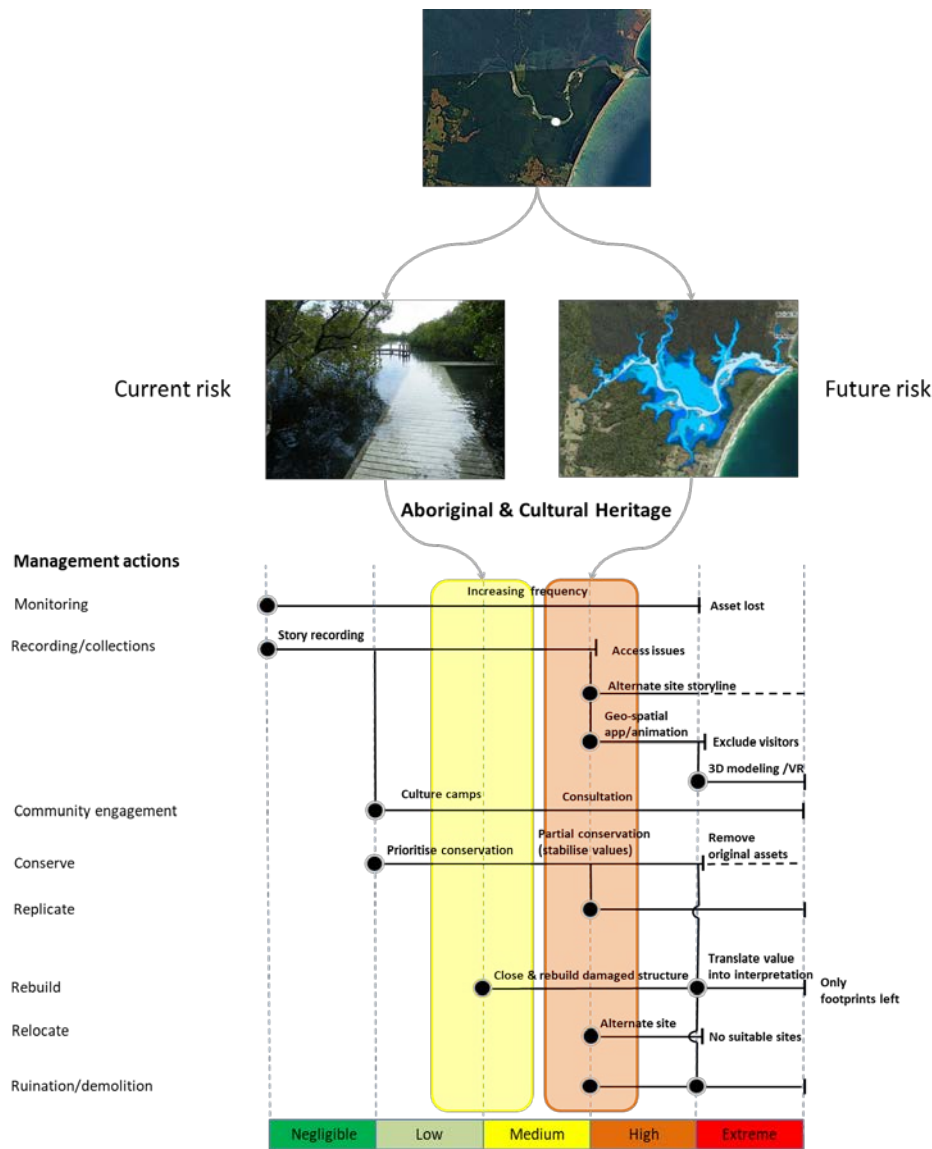 Current risk
Future risk
Aboriginal & Cultural Heritage
Management actions
Increasing frequency
Monitoring
Asset lost
Story recording
Recording/collections
Access issues
Alternate site storyline
Geo-spatial
app/animation
Exclude visitors
3D modeling /VR
Culture camps
Consultation
Community engagement
Partial conservation
(stabilise values)
Remove
original assets
Prioritise conservation
Conserve
Replicate
Translate value
into interpretation
Close & rebuild damaged structure
Rebuild
Only
footprints left
Alternate site
Relocate
No suitable sites
Ruination/demolition
Negligible
Low
Medium
High
Extreme